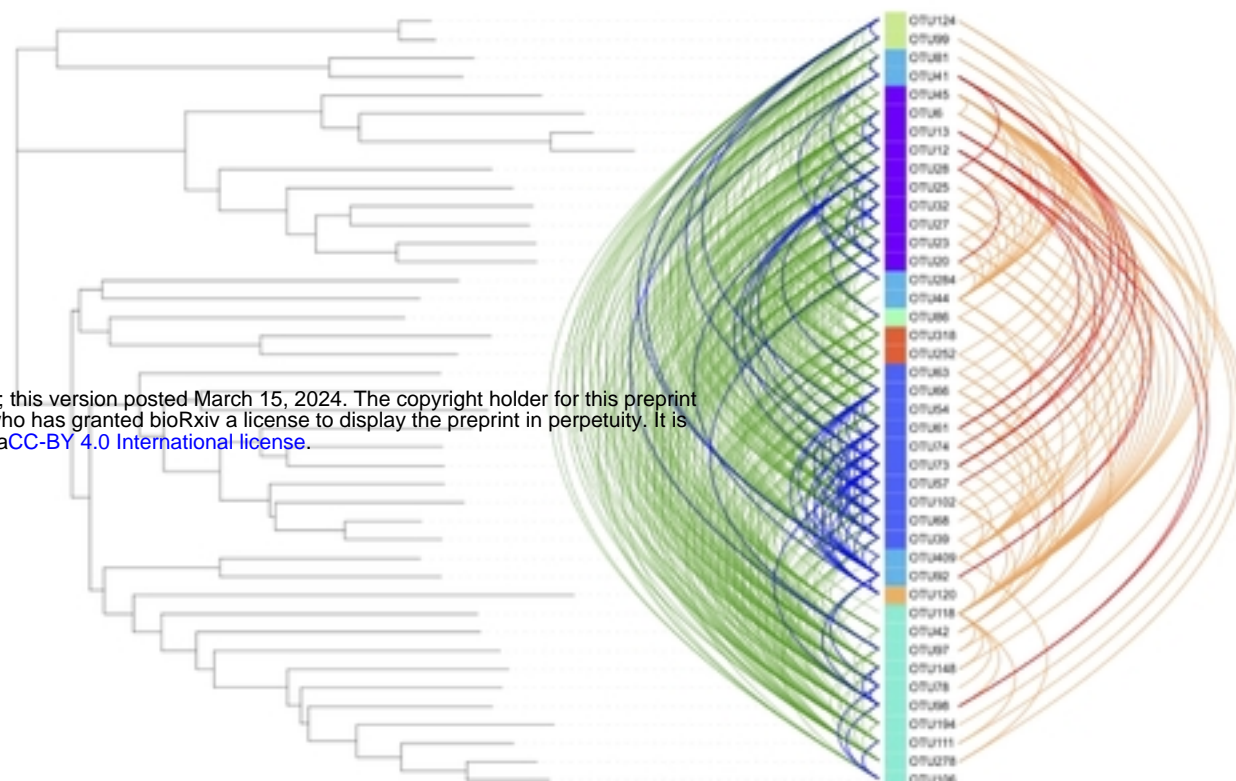 OTU124
OTU99
OTU81
OTU41
OTU45
OTU6
OTU13
OTU12
OTU28
OTU25
OTU32
OTU27
OTU23
OTU20
OTU284
OTU44
OTU86
OTU318
OTU252
OTU63
; this version posted March 15, 2024. The copyright holder for this preprint
OTU66
who has granted bioRxiv a license to display the preprint in perpetuity. It is
OTU54
OTU61
aCC-BY 4.0 International license.
OTU74
OTU73
OTU57
OTU102
OTU68
OTU39
OTU409
OTU92
OTU120
OTU118
OTU42
OTU97
OTU148
OTU78
OTU98
OTU194
OTU111
OTU278
OTU106